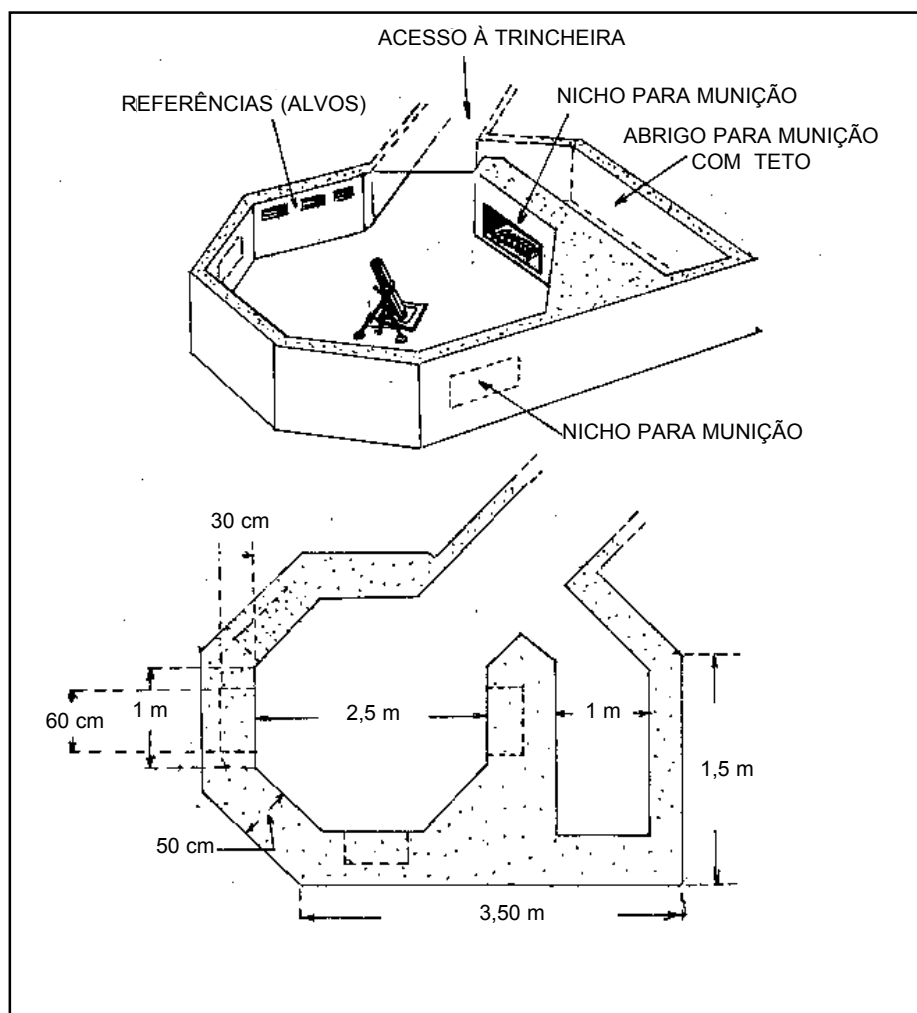 ACESSO À TRINCHEIRA
REFERÊNCIAS (ALVOS)
NICHO PARA MUNIÇÃO
ABRIGO PARA MUNIÇÃO
COM TETO
NICHO PARA MUNIÇÃO
30 cm
60 cm
1 m
2,5 m
1 m
1,5 m
50 cm
3,50 m